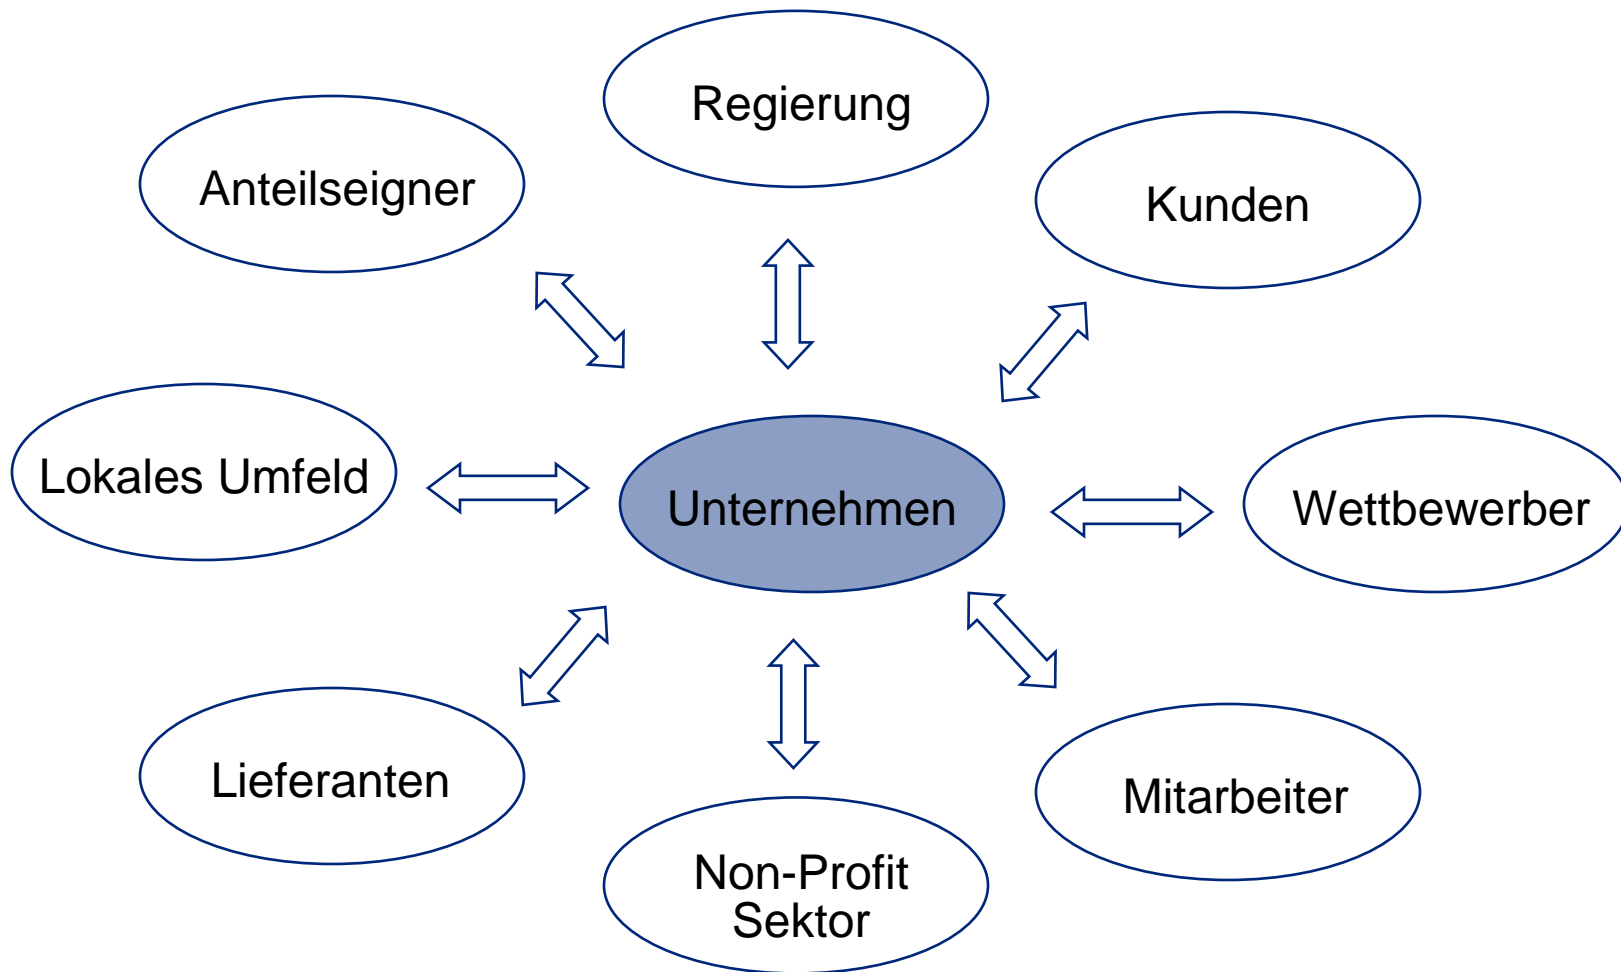 Regierung
Anteilseigner
Kunden
Lokales Umfeld
Unternehmen
Wettbewerber
Lieferanten
Mitarbeiter
Non-Profit
Sektor